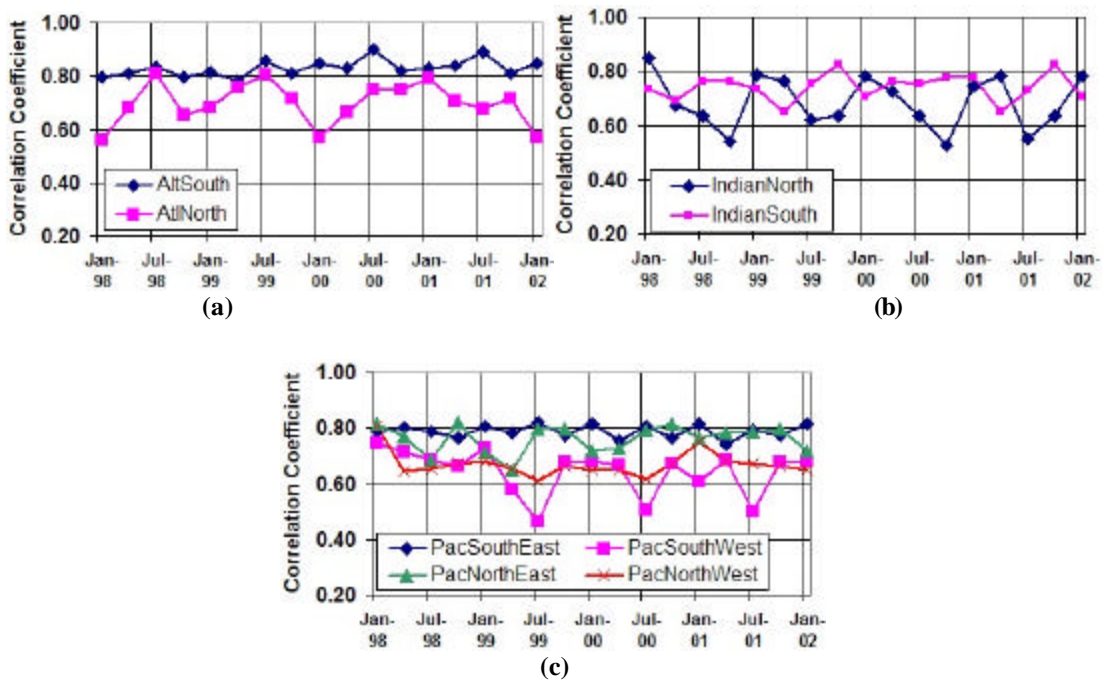 Correlation Coefficient
1.00
0.80
0.60
0.40
0.20
AltSouth
AtlNorth
Jan-98 Jul-98 Jan-99 Jul-99 Jan-00 Jul-00 Jan-01 Jul-01 Jan-02
(a)
Correlation Coefficient
1.00
0.80
0.60
0.40
0.20
IndianNorth
IndianSouth
Jan-98 Jul-98 Jan-99 Jul-99 Jan-00 Jul-00 Jan-01 Jul-01 Jan-02
(b)
Correlation Coefficient
1.00
0.80
0.60
0.40
0.20
PacSouthEast PacSouthWest
PacNorthEast PacNorthWest
Jan-98 Jul-98 Jan-99 Jul-99 Jan-00 Jul-00 Jan-01 Jul-01 Jan-02
(c)